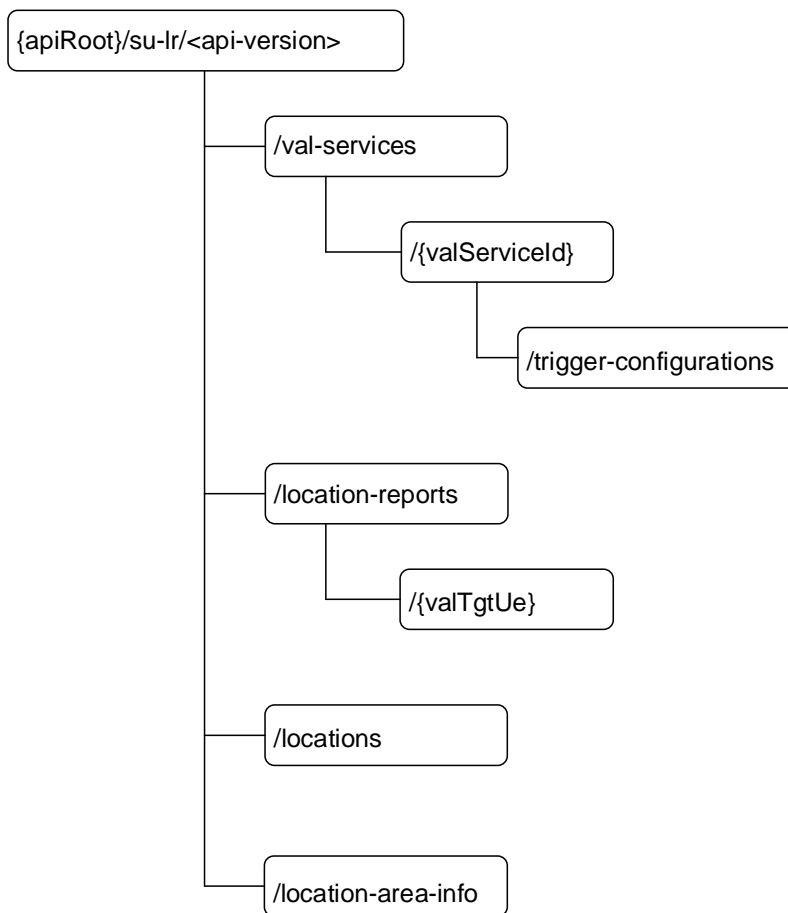 {apiRoot}/su-lr/<api-version>
/val-services
/{valServiceId}
/trigger-configurations
/location-reports
/{valTgtUe}
/locations
/location-area-info